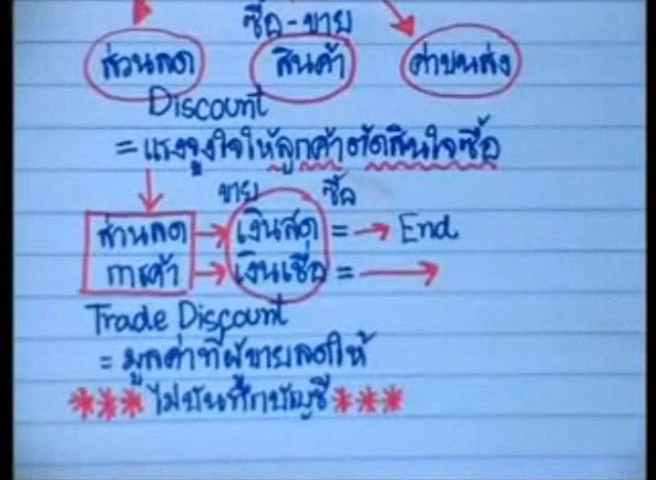 ซื้อ-ขาย
ส่วนลด สินค้า ค่าขนส่ง
Discount
= แรงจูงใจให้ลูกค้าตัดสินใจซื้อ
ขาย ซื้อ
ส่วนลด → เงินสด = → End
การค้า → เงินเชื่อ = →
Trade Discount
= มูลค่าที่ผู้ขายลดให้
*** ไม่บันทึกบัญชี ***